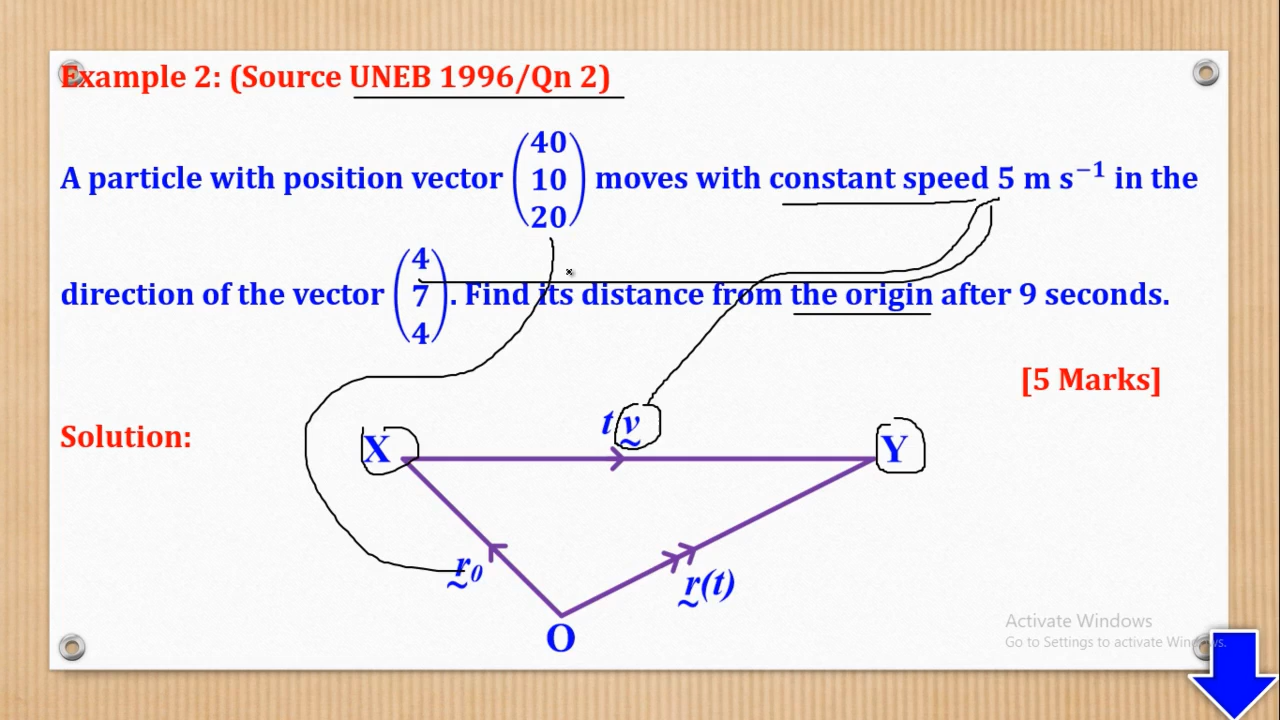 Example 2: (Source UNEB 1996/Qn 2)
A particle with position vector (40 10 20) moves with constant speed 5 m s⁻¹ in the
direction of the vector (4 7 4). Find its distance from the origin after 9 seconds.
[5 Marks]
Solution:
t v
X
Y
r₀
r(t)
O
Activate Windows
Go to Settings to activate Windows.